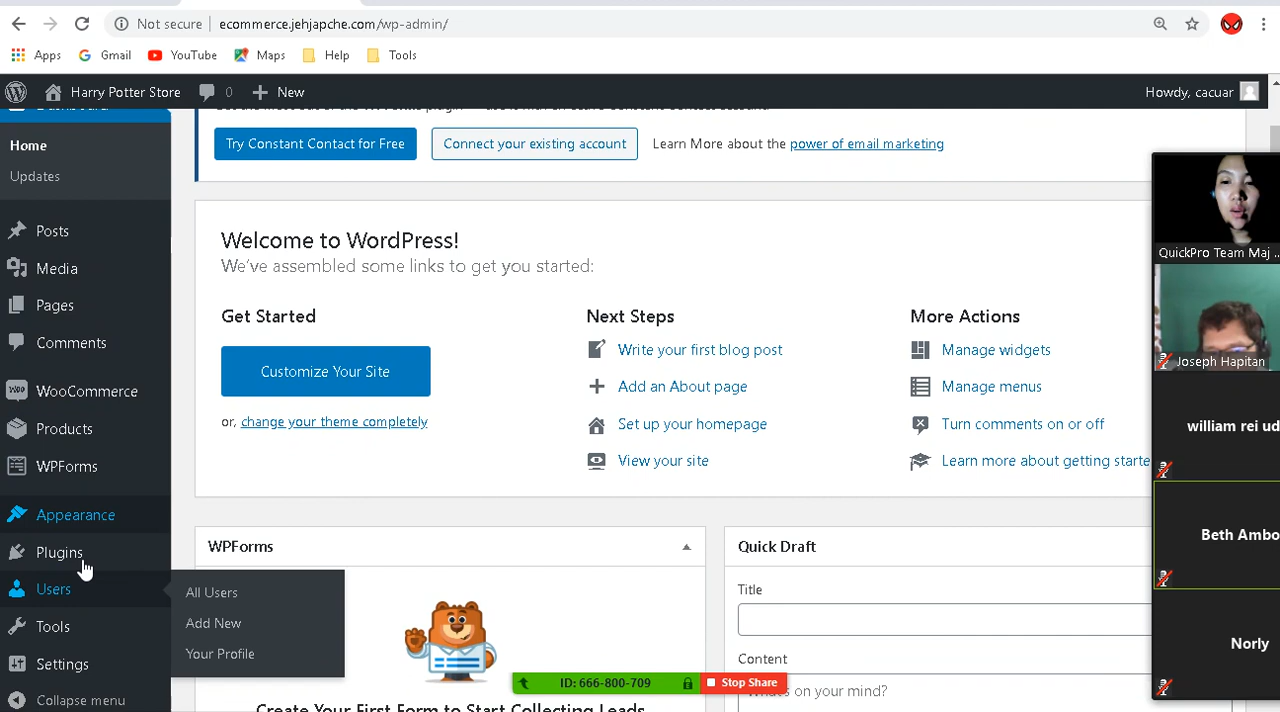 Not secure
ecommerce.jehjapche.com/wp-admin/
Apps
Gmail
YouTube
Maps
Help
Tools
Harry Potter Store
0
New
Howdy, cacuar
Home
Updates
Posts
Media
Pages
Comments
WooCommerce
Products
WPForms
Appearance
Plugins
Users
Tools
Settings
Collapse menu
All Users
Add New
Your Profile
Try Constant Contact for Free
Connect your existing account
Learn More about the power of email marketing
Welcome to WordPress!
We've assembled some links to get you started:
Get Started
Customize Your Site
or, change your theme completely
Next Steps
Write your first blog post
Add an About page
Set up your homepage
View your site
More Actions
Manage widgets
Manage menus
Turn comments on or off
Learn more about getting starte
WPForms
Create Your First Form to Start Collecting Leads
Quick Draft
Title
Content
What's on your mind?
ID: 666-800-709
Stop Share
QuickPro Team Maj ..
Joseph Hapitan
william rei ud
Beth Ambo
Norly